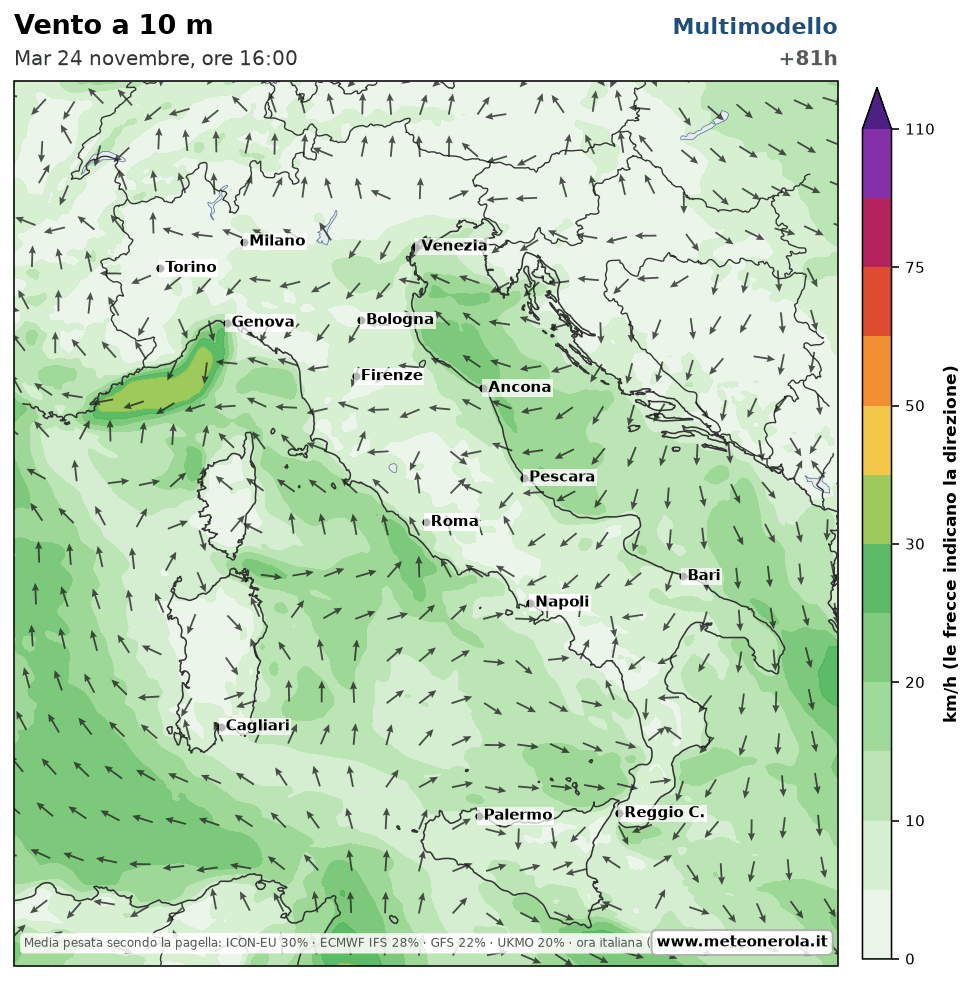 Vento a 10 m
Multimodello
Mar 24 novembre, ore 16:00
+81h
110
75
50
30
20
10
0
km/h (le frecce indicano la direzione)
Milano
Venezia
Torino
Genova
Bologna
Firenze
Ancona
Pescara
Roma
Bari
Napoli
Cagliari
Palermo
Reggio C.
Media pesata secondo la pagella: ICON-EU 30% · ECMWF IFS 28% · GFS 22% · UKMO 20% · ora italiana (
www.meteonerola.it